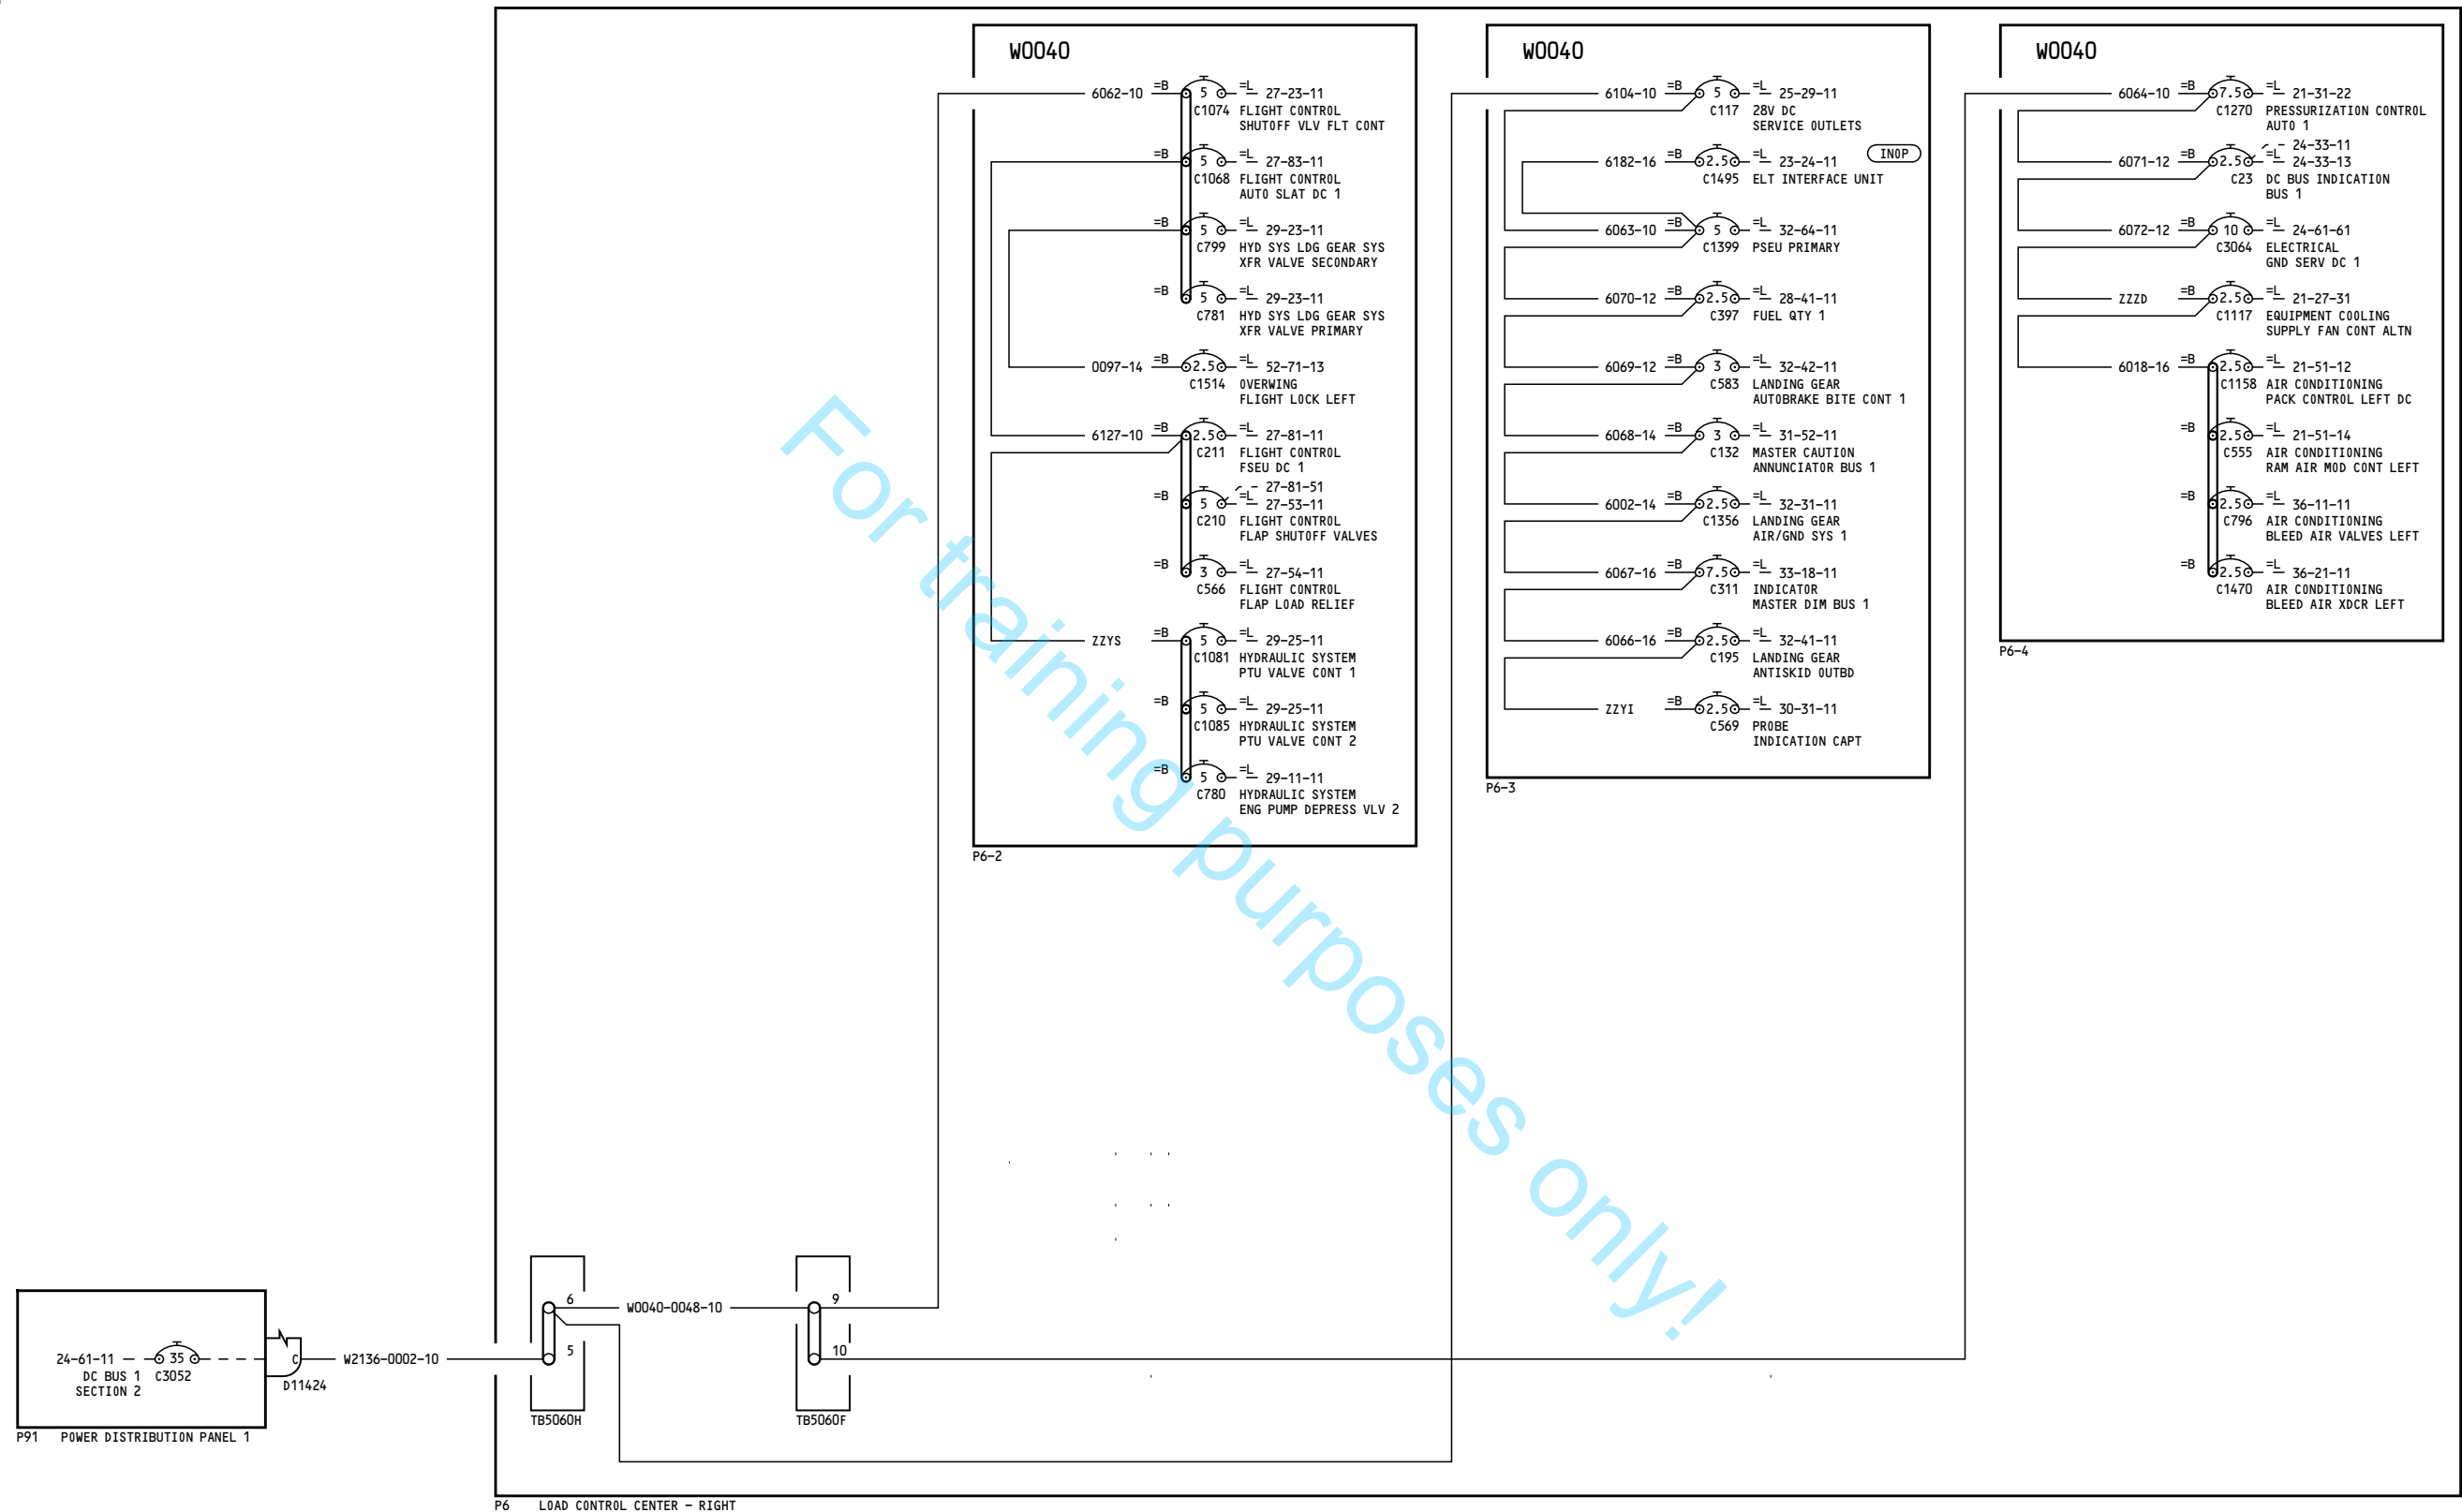 W0040
6062-10 =B 5 =L 27-23-11
C1074 FLIGHT CONTROL
SHUTOFF VLV FLT CONT
=B 5 =L 27-83-11
C1068 FLIGHT CONTROL
AUTO SLAT DC 1
=B 5 =L 29-23-11
C799 HYD SYS LDG GEAR SYS
XFR VALVE SECONDARY
=B 5 =L 29-23-11
C781 HYD SYS LDG GEAR SYS
XFR VALVE PRIMARY
0097-14 =B 2.5 =L 52-71-13
C1514 OVERWING
FLIGHT LOCK LEFT
6127-10 =B 2.5 =L 27-81-11
C211 FLIGHT CONTROL
FSEU DC 1
27-81-51
=B 5 =L 27-53-11
C210 FLIGHT CONTROL
FLAP SHUTOFF VALVES
=B 3 =L 27-54-11
C566 FLIGHT CONTROL
FLAP LOAD RELIEF
ZZYS =B 5 =L 29-25-11
C1081 HYDRAULIC SYSTEM
PTU VALVE CONT 1
=B 5 =L 29-25-11
C1085 HYDRAULIC SYSTEM
PTU VALVE CONT 2
=B 5 =L 29-11-11
C780 HYDRAULIC SYSTEM
ENG PUMP DEPRESS VLV 2
P6-2
W0040
6104-10 =B 5 =L 25-29-11
C117 28V DC
SERVICE OUTLETS
INOP
6182-16 =B 2.5 =L 23-24-11
C1495 ELT INTERFACE UNIT
6063-10 =B 5 =L 32-64-11
C1399 PSEU PRIMARY
6070-12 =B 2.5 =L 28-41-11
C397 FUEL QTY 1
6069-12 =B 3 =L 32-42-11
C583 LANDING GEAR
AUTOBRAKE BITE CONT 1
6068-14 =B 3 =L 31-52-11
C132 MASTER CAUTION
ANNUNCIATOR BUS 1
6002-14 =B 2.5 =L 32-31-11
C1356 LANDING GEAR
AIR/GND SYS 1
6067-16 =B 7.5 =L 33-18-11
C311 INDICATOR
MASTER DIM BUS 1
6066-16 =B 2.5 =L 32-41-11
C195 LANDING GEAR
ANTISKID OUTBD
ZZYI =B 2.5 =L 30-31-11
C569 PROBE
INDICATION CAPT
P6-3
W0040
6064-10 =B 7.5 =L 21-31-22
C1270 PRESSURIZATION CONTROL
AUTO 1
24-33-11
6071-12 =B 2.5 =L 24-33-13
C23 DC BUS INDICATION
BUS 1
6072-12 =B 10 =L 24-61-61
C3064 ELECTRICAL
GND SERV DC 1
ZZZD =B 2.5 =L 21-27-31
C1117 EQUIPMENT COOLING
SUPPLY FAN CONT ALTN
6018-16 =B 2.5 =L 21-51-12
C1158 AIR CONDITIONING
PACK CONTROL LEFT DC
=B 2.5 =L 21-51-14
C555 AIR CONDITIONING
RAM AIR MOD CONT LEFT
=B 2.5 =L 36-11-11
C796 AIR CONDITIONING
BLEED AIR VALVES LEFT
=B 2.5 =L 36-21-11
C1470 AIR CONDITIONING
BLEED AIR XDCR LEFT
P6-4
For training purposes only!
6 W0040-0048-10 9
5 10
TB5060H TB5060F
24-61-11 35 C W2136-0002-10
DC BUS 1 C3052
SECTION 2
D11424
P91 POWER DISTRIBUTION PANEL 1
P6 LOAD CONTROL CENTER - RIGHT